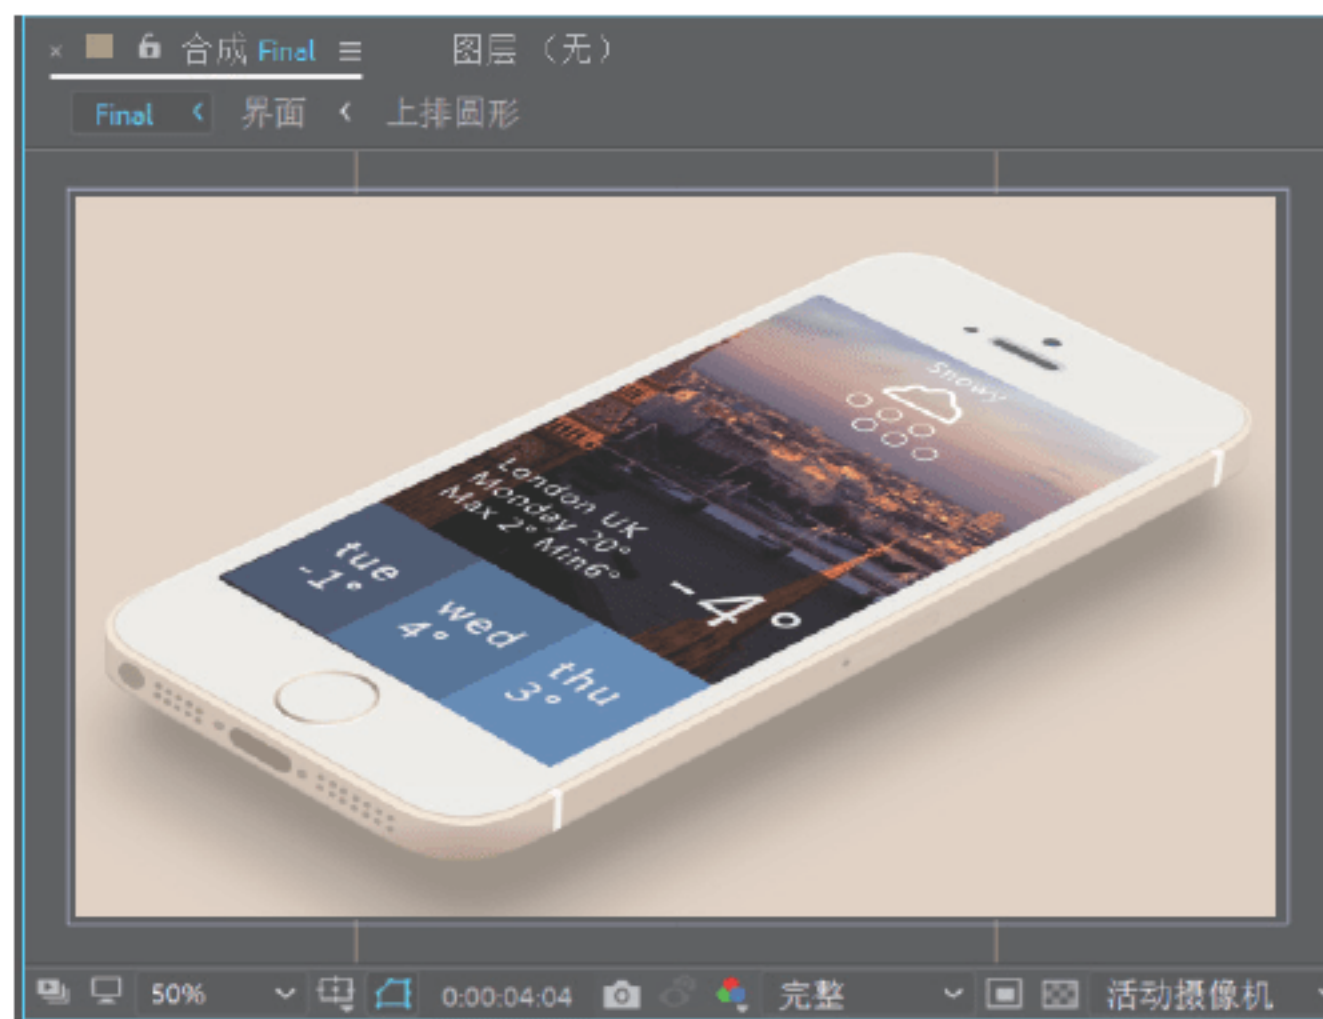 合成 Final 图层 （无）
Final 界面 上排圆形
Snowy
London UK
Monday 20°
Max 2° Min6°
-4°
tue
-1°
wed
4°
thu
3°
50% 0:00:04:04 完整 活动摄像机